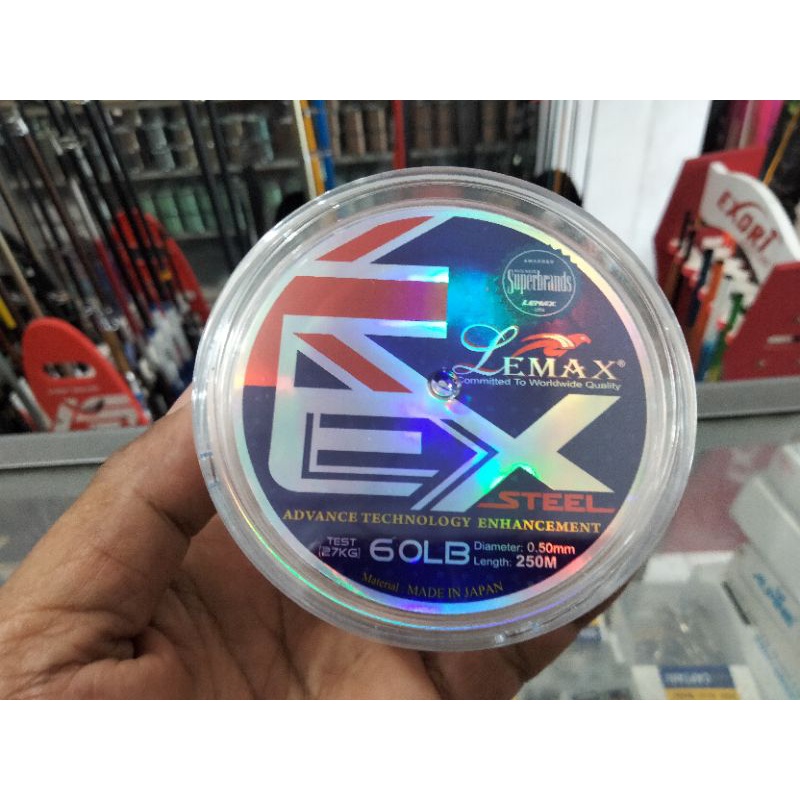 Superbrands
LEMAX
LEMAX®
Committed To Worldwide Quality
EX
STEEL
ADVANCE TECHNOLOGY ENHANCEMENT
TEST
[27KG]
60LB
Diameter: 0.50mm
Length: 250M
Material : MADE IN JAPAN
EXORI
CAPTAIN